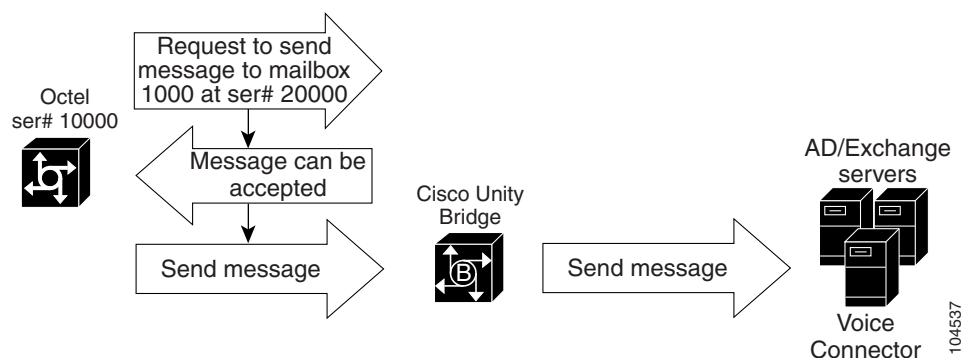 Request to send
message to mailbox
1000 at ser# 20000
Octel
ser# 10000
Message can be
accepted
Send message
Cisco Unity
Bridge
B
Send message
AD/Exchange
servers
Voice
Connector
104537